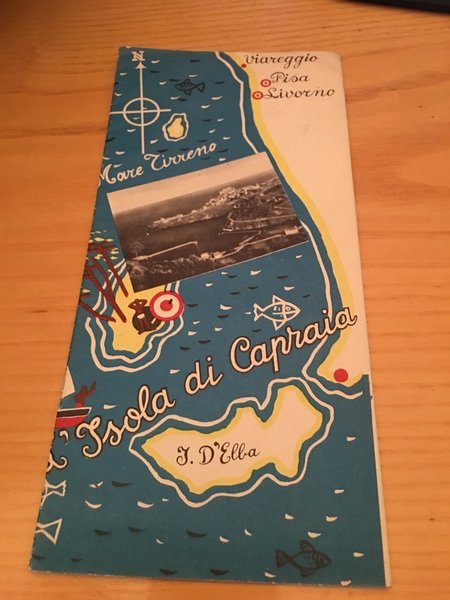 N
Viareggio
Pisa
Livorno
Mare Tirreno
L'Isola di Capraia
I. D'Elba